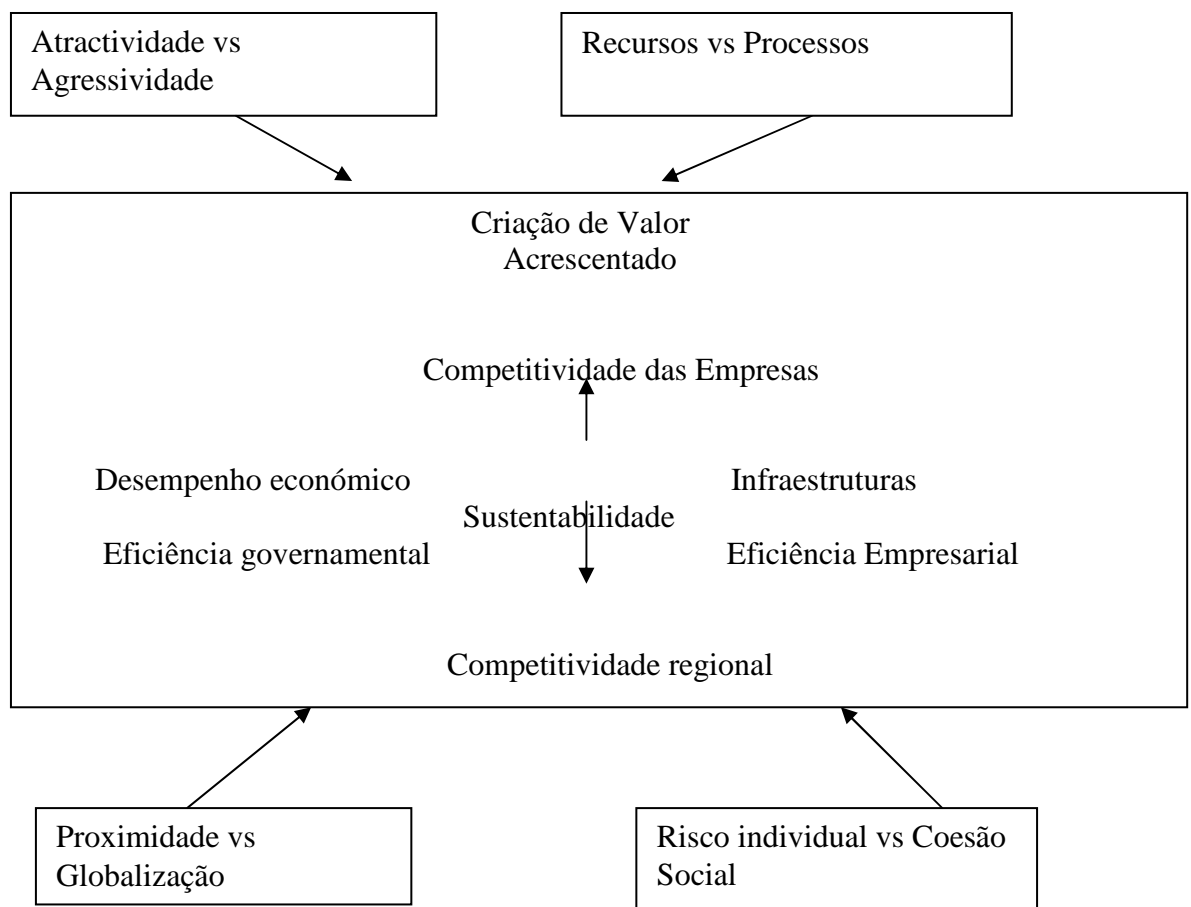 Atractividade vs
Agressividade
Recursos vs Processos
Criação de Valor
Acrescentado
Competitividade das Empresas
Desempenho económico
Infraestruturas
Sustentabilidade
Eficiência governamental
Eficiência Empresarial
Competitividade regional
Proximidade vs
Globalização
Risco individual vs Coesão
Social